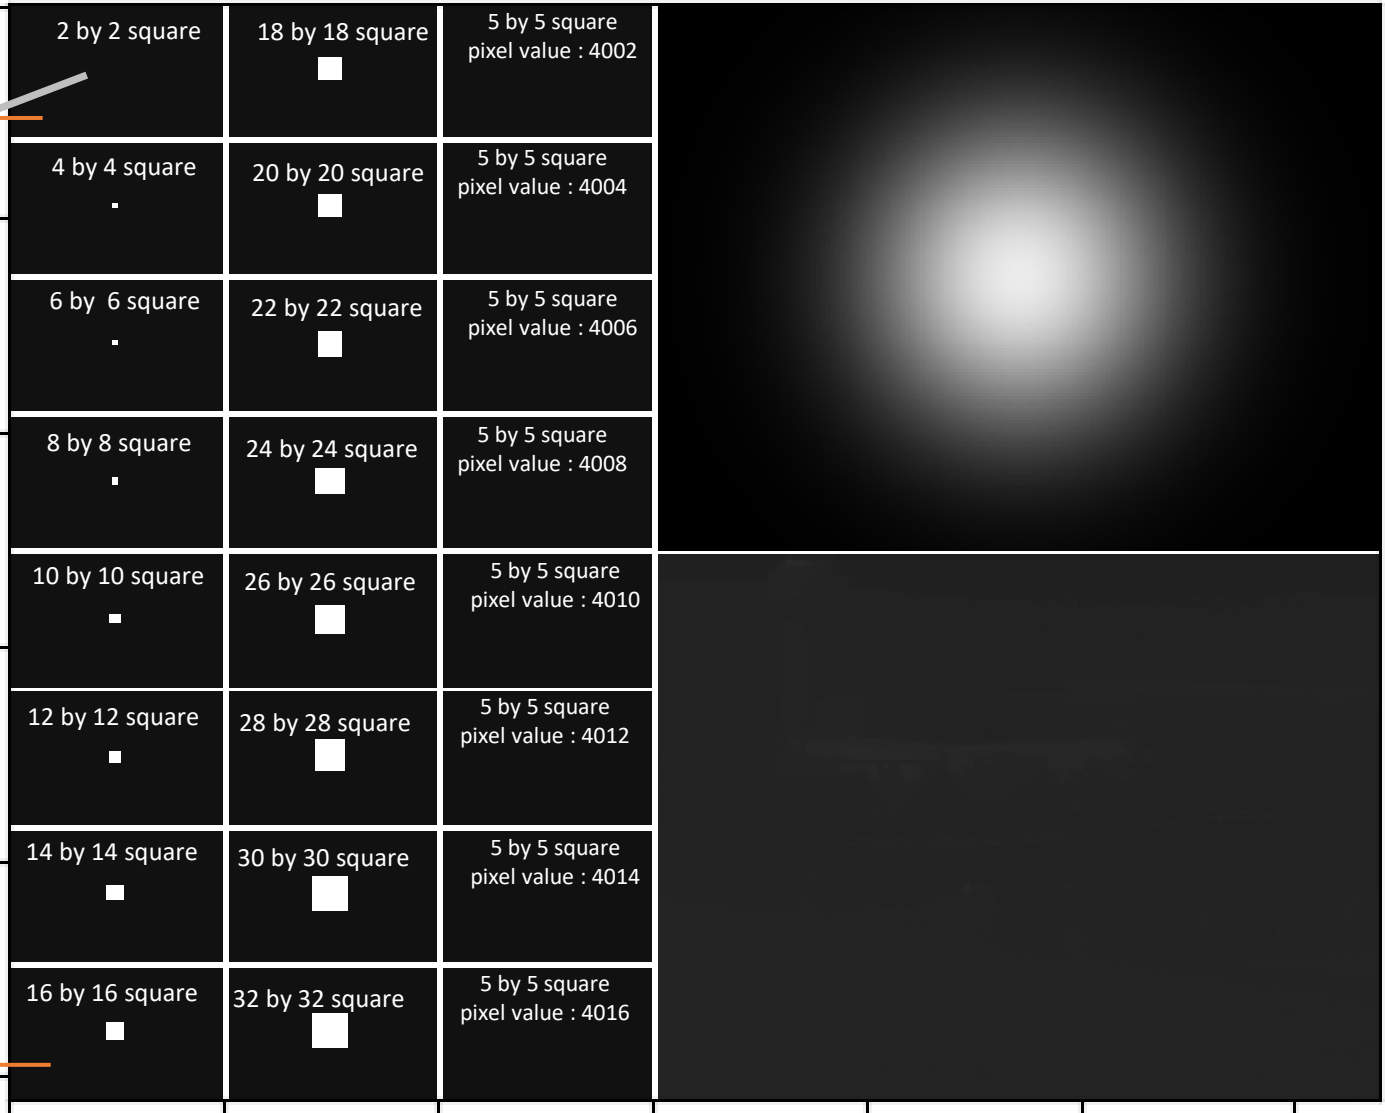 2 by 2 square
18 by 18 square
5 by 5 square
pixel value : 4002
4 by 4 square
20 by 20 square
5 by 5 square
pixel value : 4004
6 by  6 square
22 by 22 square
5 by 5 square
pixel value : 4006
8 by 8 square
24 by 24 square
5 by 5 square
pixel value : 4008
10 by 10 square
26 by 26 square
5 by 5 square
pixel value : 4010
12 by 12 square
28 by 28 square
5 by 5 square
pixel value : 4012
14 by 14 square
30 by 30 square
5 by 5 square
pixel value : 4014
16 by 16 square
32 by 32 square
5 by 5 square
pixel value : 4016